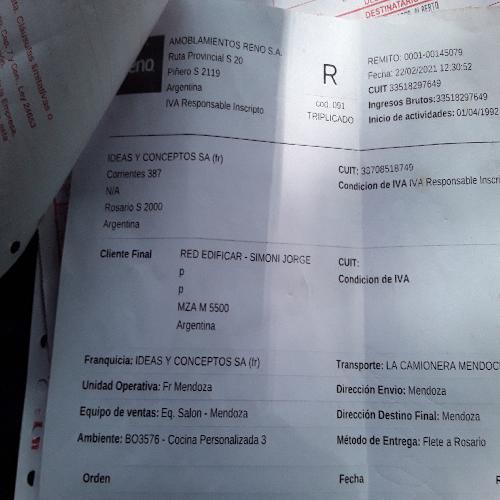 DESTINATARIO
AMOBLAMIENTOS RENO S.A.
Ruta Provincial S 20
Piñero S 2119
Argentina
IVA Responsable Inscripto
R
cod. 091
TRIPLICADO
REMITO: 0001-00145079
Fecha: 22/02/2021 12:30:52
CUIT 33518297649
Ingresos Brutos:33518297649
Inicio de actividades: 01/04/1992
IDEAS Y CONCEPTOS SA (fr)
Corrientes 387
N/A
Rosario S 2000
Argentina
CUIT: 33708518749
Condicion de IVA IVA Responsable Inscri
Cliente Final
RED EDIFICAR - SIMONI JORGE
p
p
MZA M 5500
Argentina
CUIT:
Condicion de IVA
Franquicia: IDEAS Y CONCEPTOS SA (fr)
Transporte: LA CAMIONERA MENDOC
Unidad Operativa: Fr Mendoza
Dirección Envio: Mendoza
Equipo de ventas: Eq. Salon - Mendoza
Dirección Destino Final: Mendoza
Ambiente: BO3576 - Cocina Personalizada 3
Método de Entrega: Flete a Rosario
Orden
Fecha